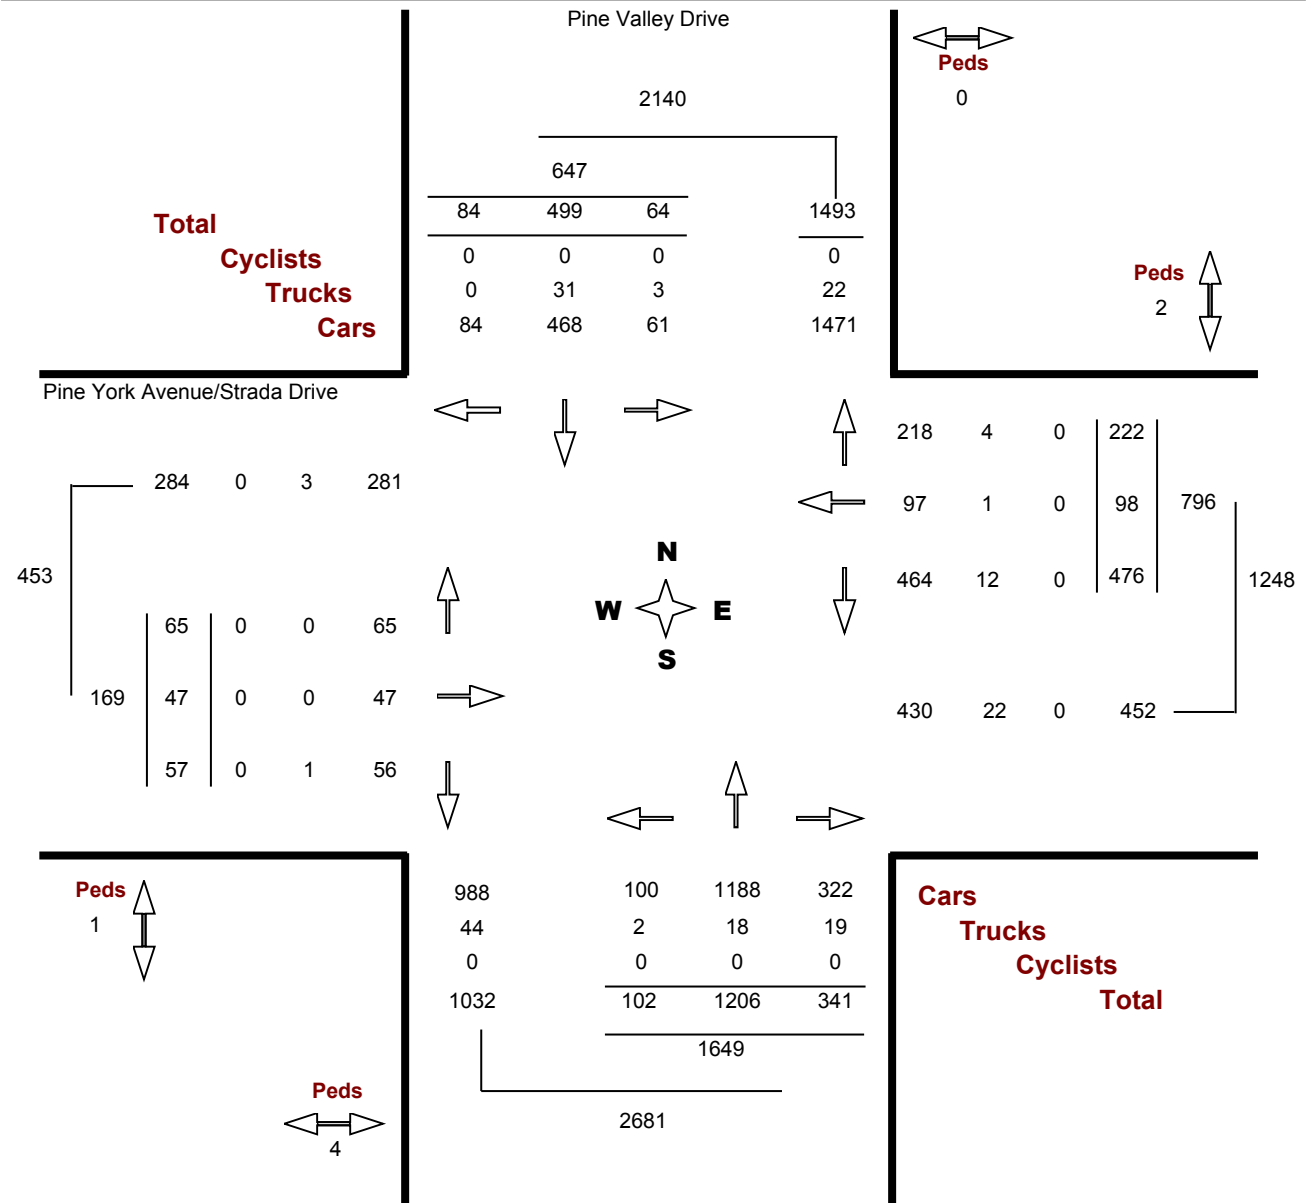 Pine Valley Drive
Peds
0
2140
647
84 499 64 1493
Total
Cyclists 0 0 0 0
Trucks 0 31 3 22
Cars 84 468 61 1471
Peds
2
Pine York Avenue/Strada Drive
218 4 0 222
284 0 3 281
97 1 0 98 796
N
453
464 12 0 476 1248
W E
S
65 0 0 65
169 47 0 0 47
430 22 0 452
57 0 1 56
Peds
1
988 100 1188 322 Cars
44 2 18 19 Trucks
0 0 0 0 Cyclists
1032 102 1206 341 Total
1649
Peds
4
2681